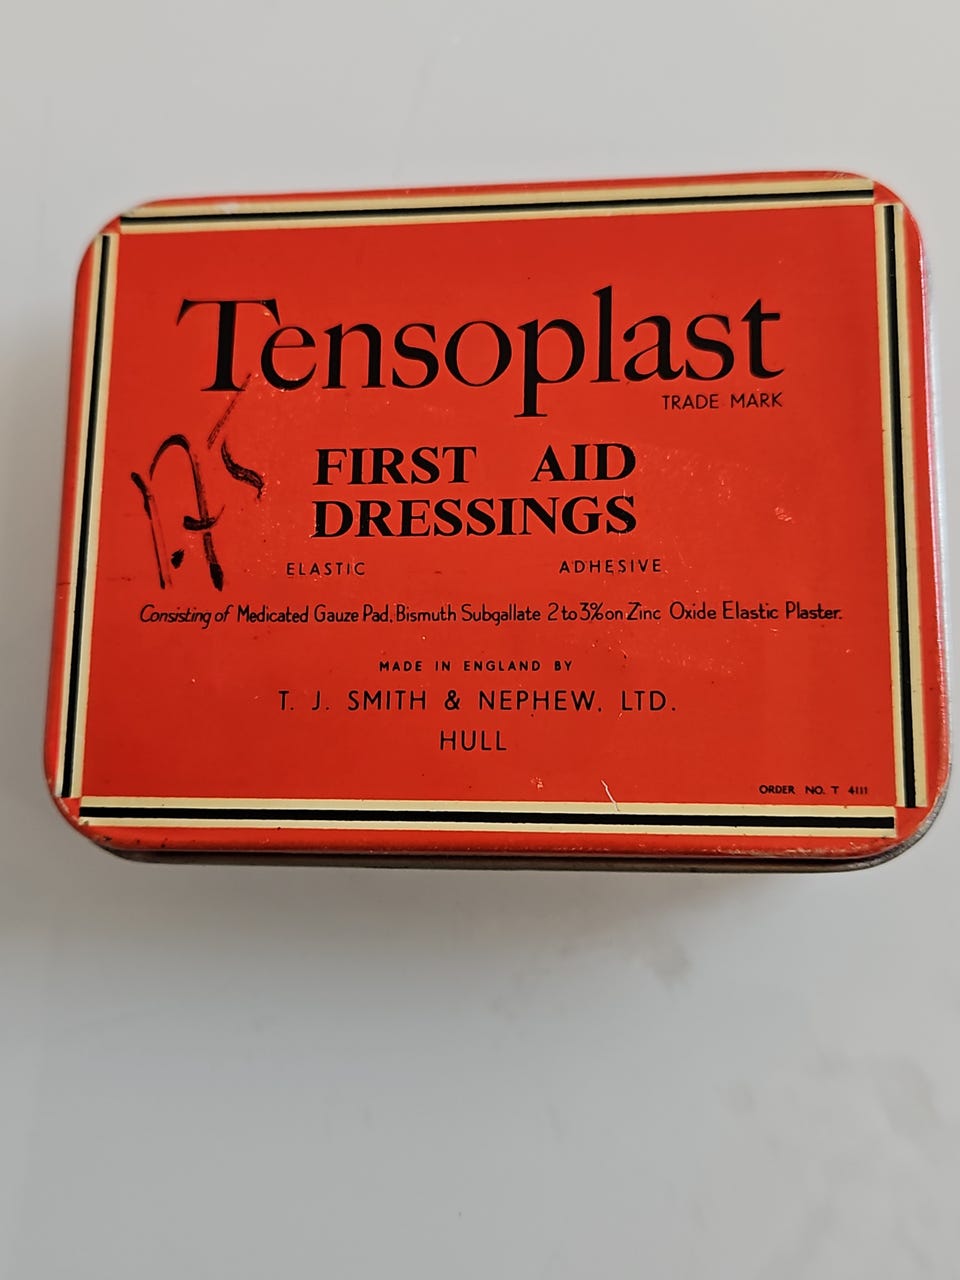 Tensoplast
TRADE MARK
FIRST AID
DRESSINGS
ELASTIC ADHESIVE
Consisting of Medicated Gauze Pad, Bismuth Subgallate 2 to 3% on Zinc Oxide Elastic Plaster.
MADE IN ENGLAND BY
T. J. SMITH & NEPHEW, LTD.
HULL
ORDER NO. T 4111